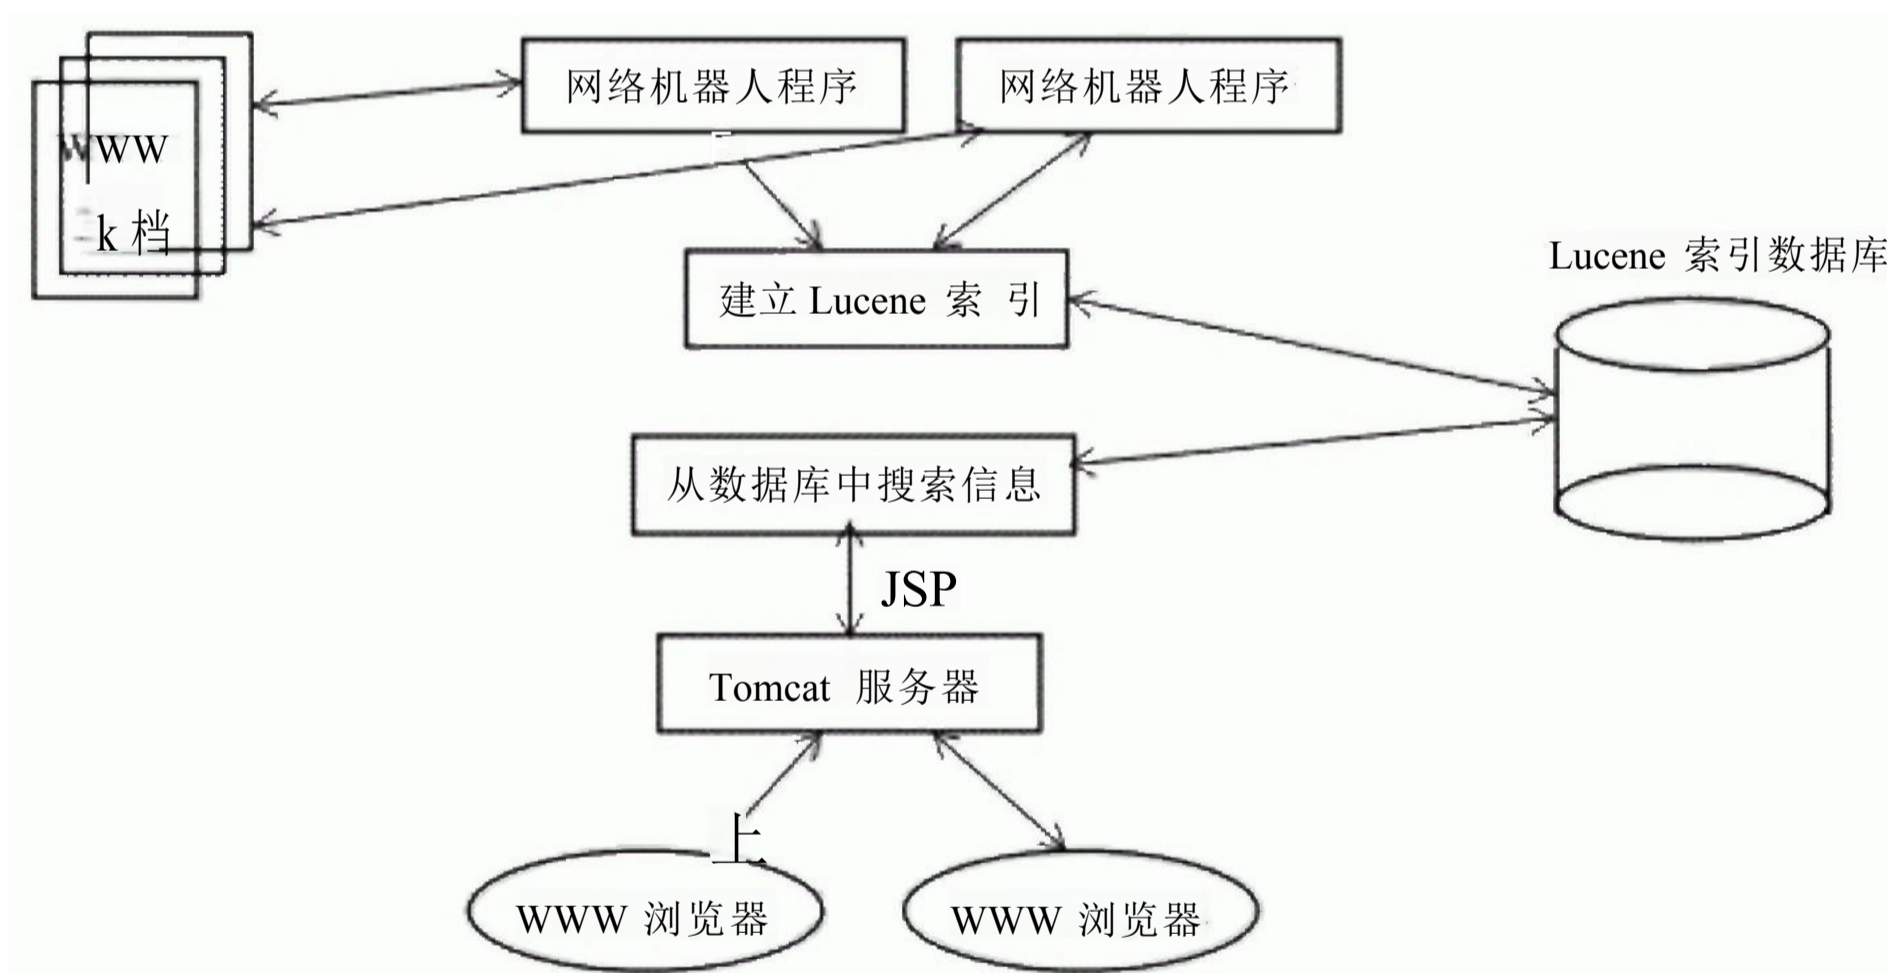 网络机器人程序
网络机器人程序
WWW
k 档
建立 Lucene 索 引
Lucene 索引数据库
从数据库中搜索信息
JSP
Tomcat 服务器
上
WWW 浏览器
WWW 浏览器